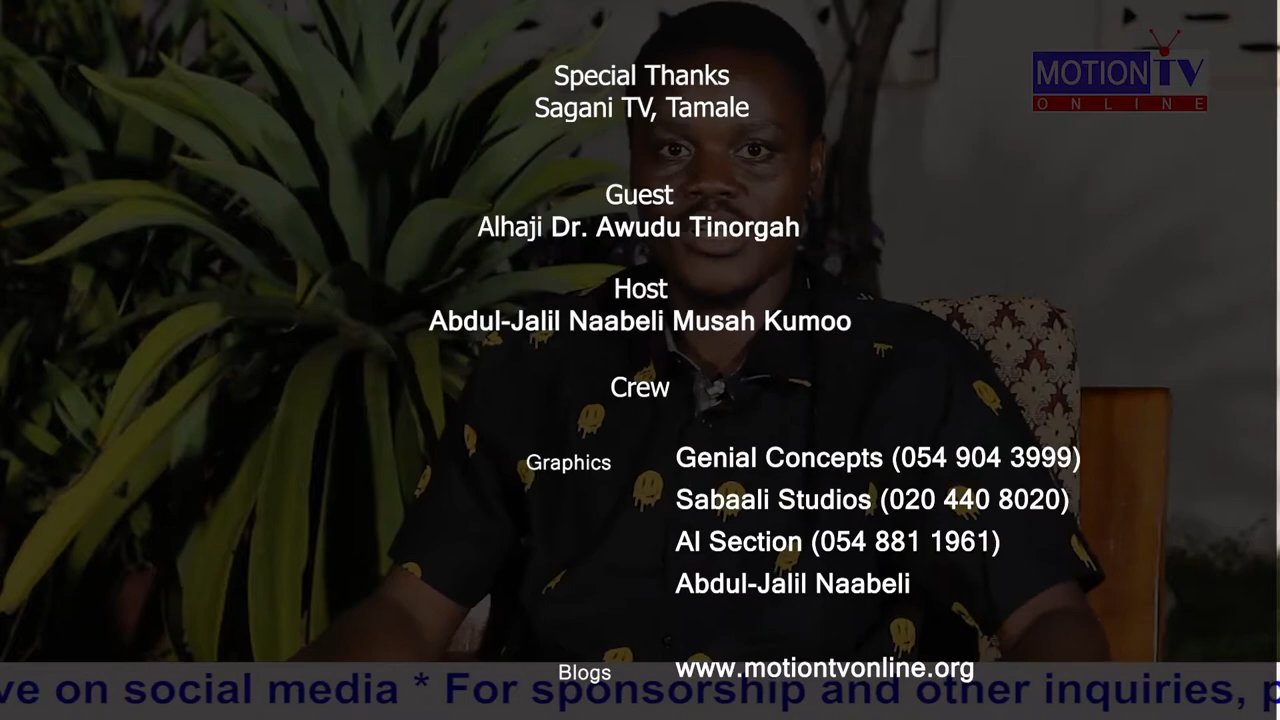 MOTION TV
ONLINE
Special Thanks
Sagani TV, Tamale
Guest
Alhaji Dr. Awudu Tinorgah
Host
Abdul-Jalil Naabeli Musah Kumoo
Crew
Graphics
Genial Concepts (054 904 3999)
Sabaali Studios (020 440 8020)
Al Section (054 881 1961)
Abdul-Jalil Naabeli
Blogs
www.motiontvonline.org
ve on social media * For sponsorship and other inquiries, p